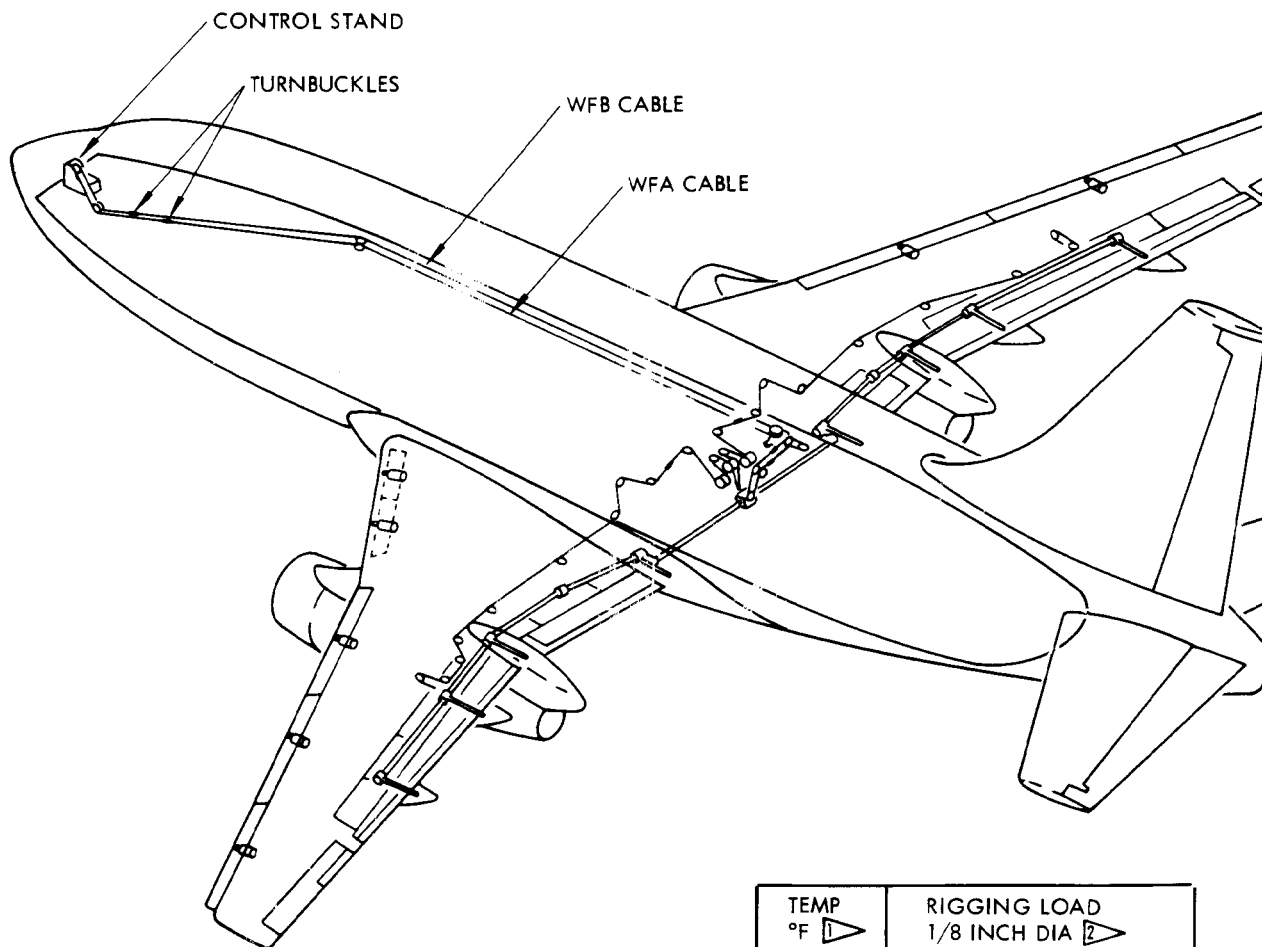 CONTROL STAND
TURNBUCKLES
WFB CABLE
WFA CABLE
TEMP
°F 1
RIGGING LOAD
1/8 INCH DIA 2